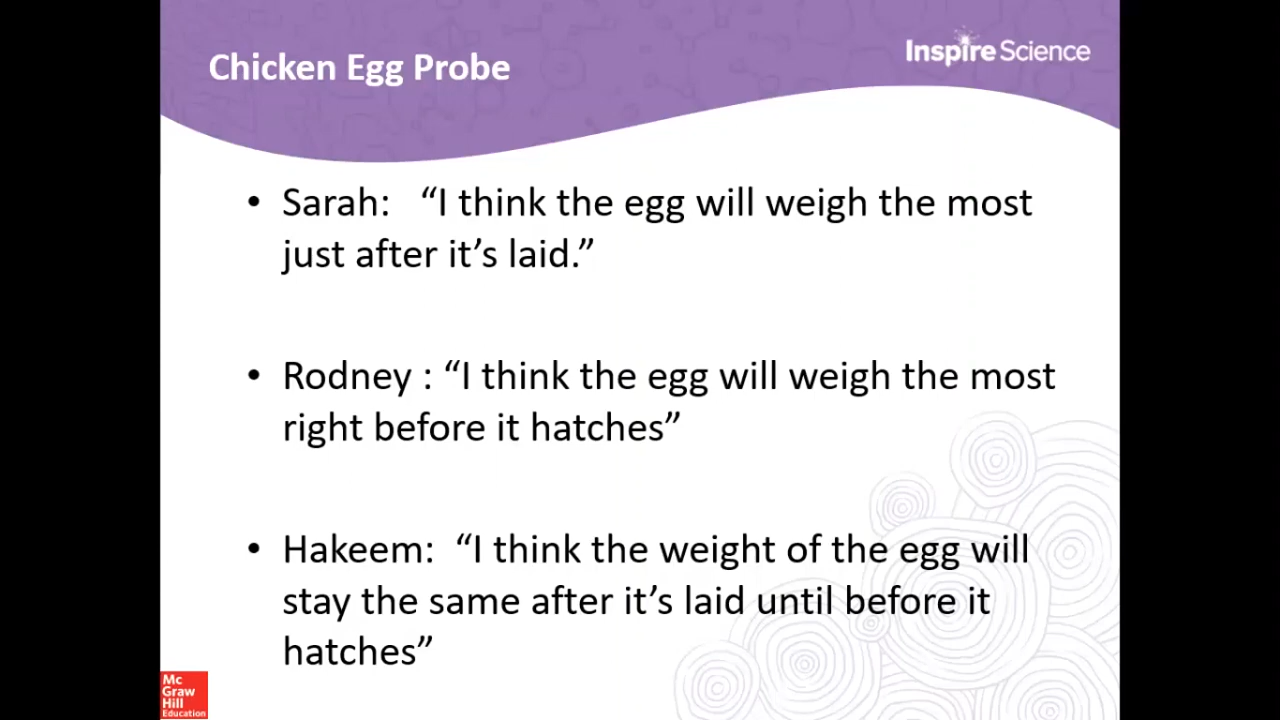 Chicken Egg Probe
Inspire Science
• Sarah: “I think the egg will weigh the most
just after it’s laid.”
• Rodney : “I think the egg will weigh the most
right before it hatches”
• Hakeem: “I think the weight of the egg will
stay the same after it’s laid until before it
hatches”
Mc
Graw
Hill
Education